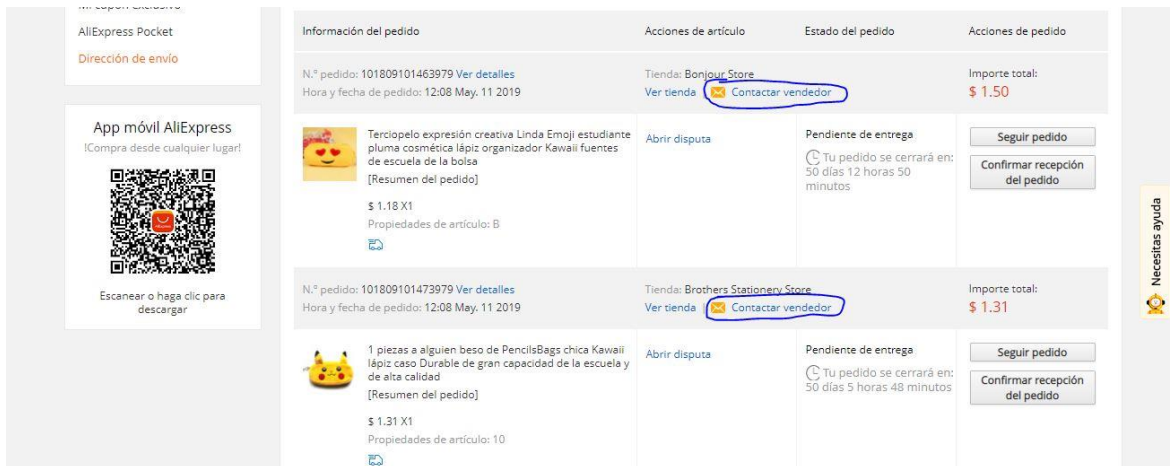 AliExpress Pocket
Dirección de envío
App móvil AliExpress
!Compra desde cualquier lugar!
Escanear o haga clic para
descargar
Información del pedido
Acciones de artículo
Estado del pedido
Acciones de pedido
N.º pedido: 101809101463979 Ver detalles
Hora y fecha de pedido: 12:08 May. 11 2019
Tienda: Bonjour Store
Ver tienda | Contactar vendedor
Importe total:
$ 1.50
Terciopelo expresión creativa Linda Emoji estudiante
pluma cosmética lápiz organizador Kawaii fuentes
de escuela de la bolsa
[Resumen del pedido]
$ 1.18 X1
Propiedades de artículo: B
Abrir disputa
Pendiente de entrega
Tu pedido se cerrará en:
50 días 12 horas 50
minutos
Seguir pedido
Confirmar recepción
del pedido
N.º pedido: 101809101473979 Ver detalles
Hora y fecha de pedido: 12:08 May. 11 2019
Tienda: Brothers Stationery Store
Ver tienda | Contactar vendedor
Importe total:
$ 1.31
1 piezas a alguien beso de PencilsBags chica Kawaii
lápiz caso Durable de gran capacidad de la escuela y
de alta calidad
[Resumen del pedido]
$ 1.31 X1
Propiedades de artículo: 10
Abrir disputa
Pendiente de entrega
Tu pedido se cerrará en:
50 días 5 horas 48 minutos
Seguir pedido
Confirmar recepción
del pedido
Necesitas ayuda